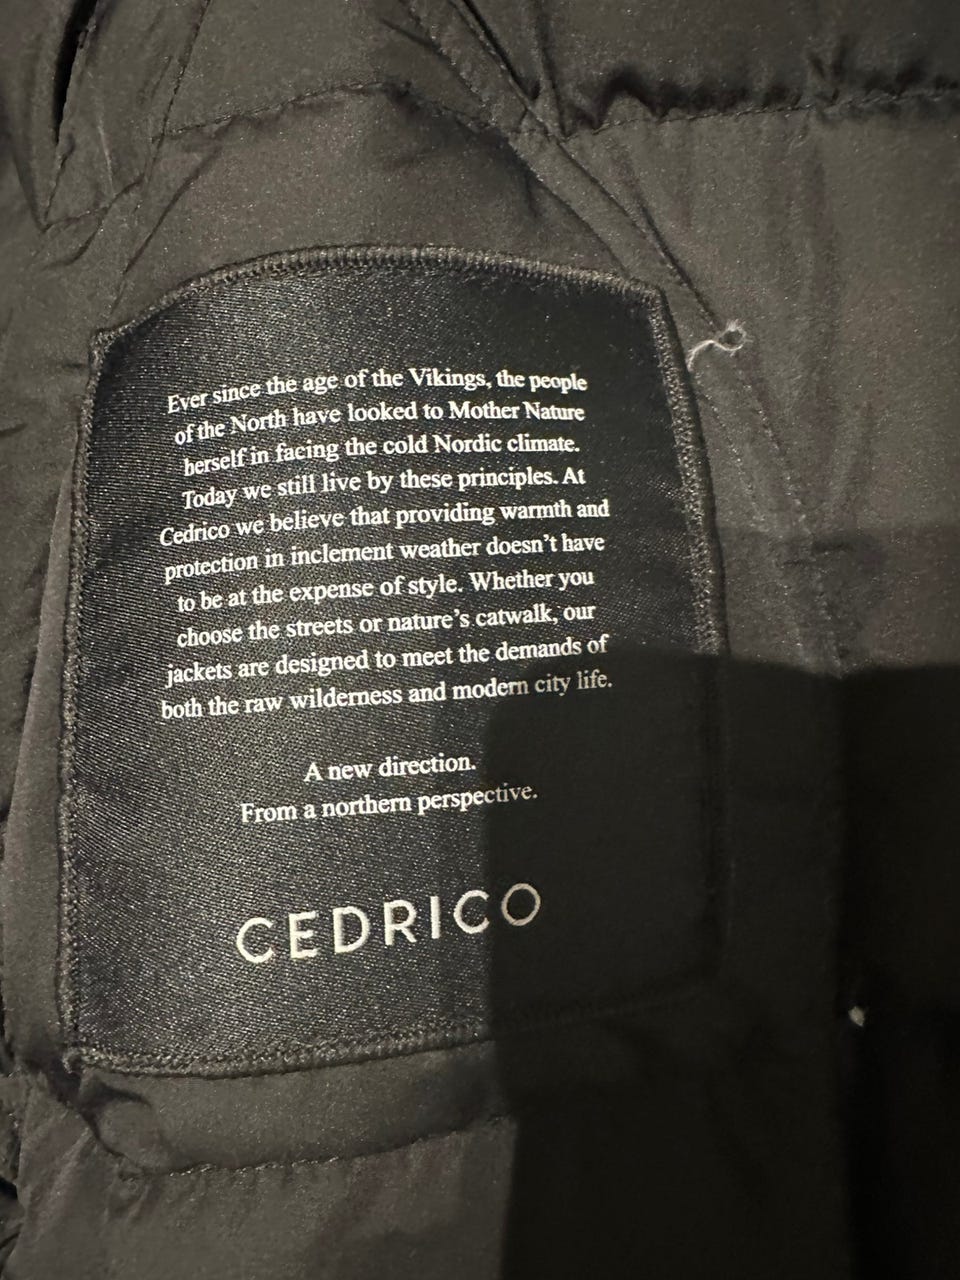 Ever since the age of the Vikings, the people
of the North have looked to Mother Nature
herself in facing the cold Nordic climate.
Today we still live by these principles. At
Cedrico we believe that providing warmth and
protection in inclement weather doesn’t have
to be at the expense of style. Whether you
choose the streets or nature’s catwalk, our
jackets are designed to meet the demands of
both the raw wilderness and modern city life.
A new direction.
From a northern perspective.
CEDRICO